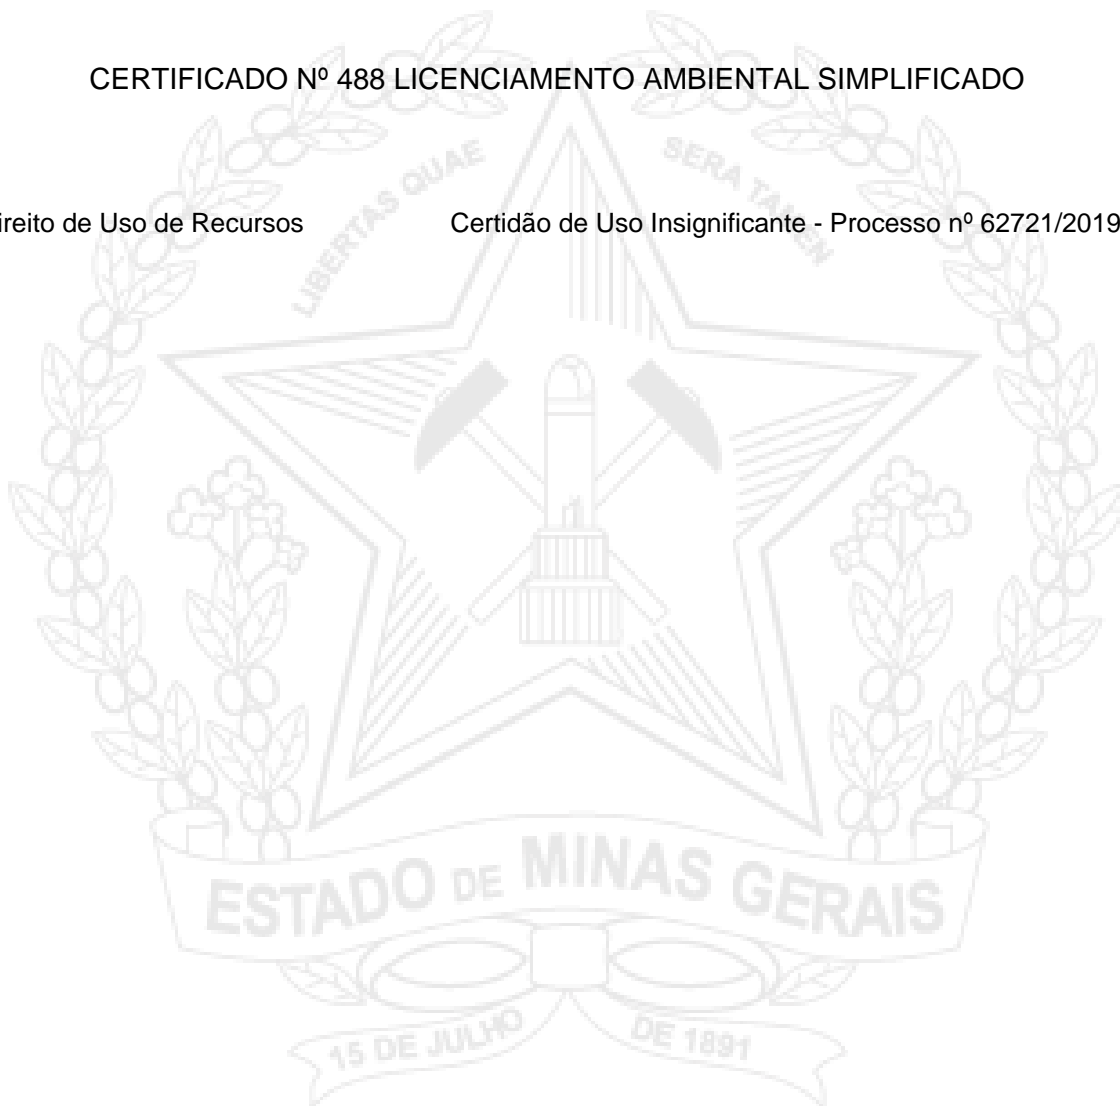 CERTIFICADO Nº 488 LICENCIAMENTO AMBIENTAL SIMPLIFICADO
LIBERTAS QUAE SERA TAMEN
ireito de Uso de Recursos Certidão de Uso Insignificante - Processo nº 62721/2019
ESTADO DE MINAS GERAIS
15 DE JULHO DE 1891